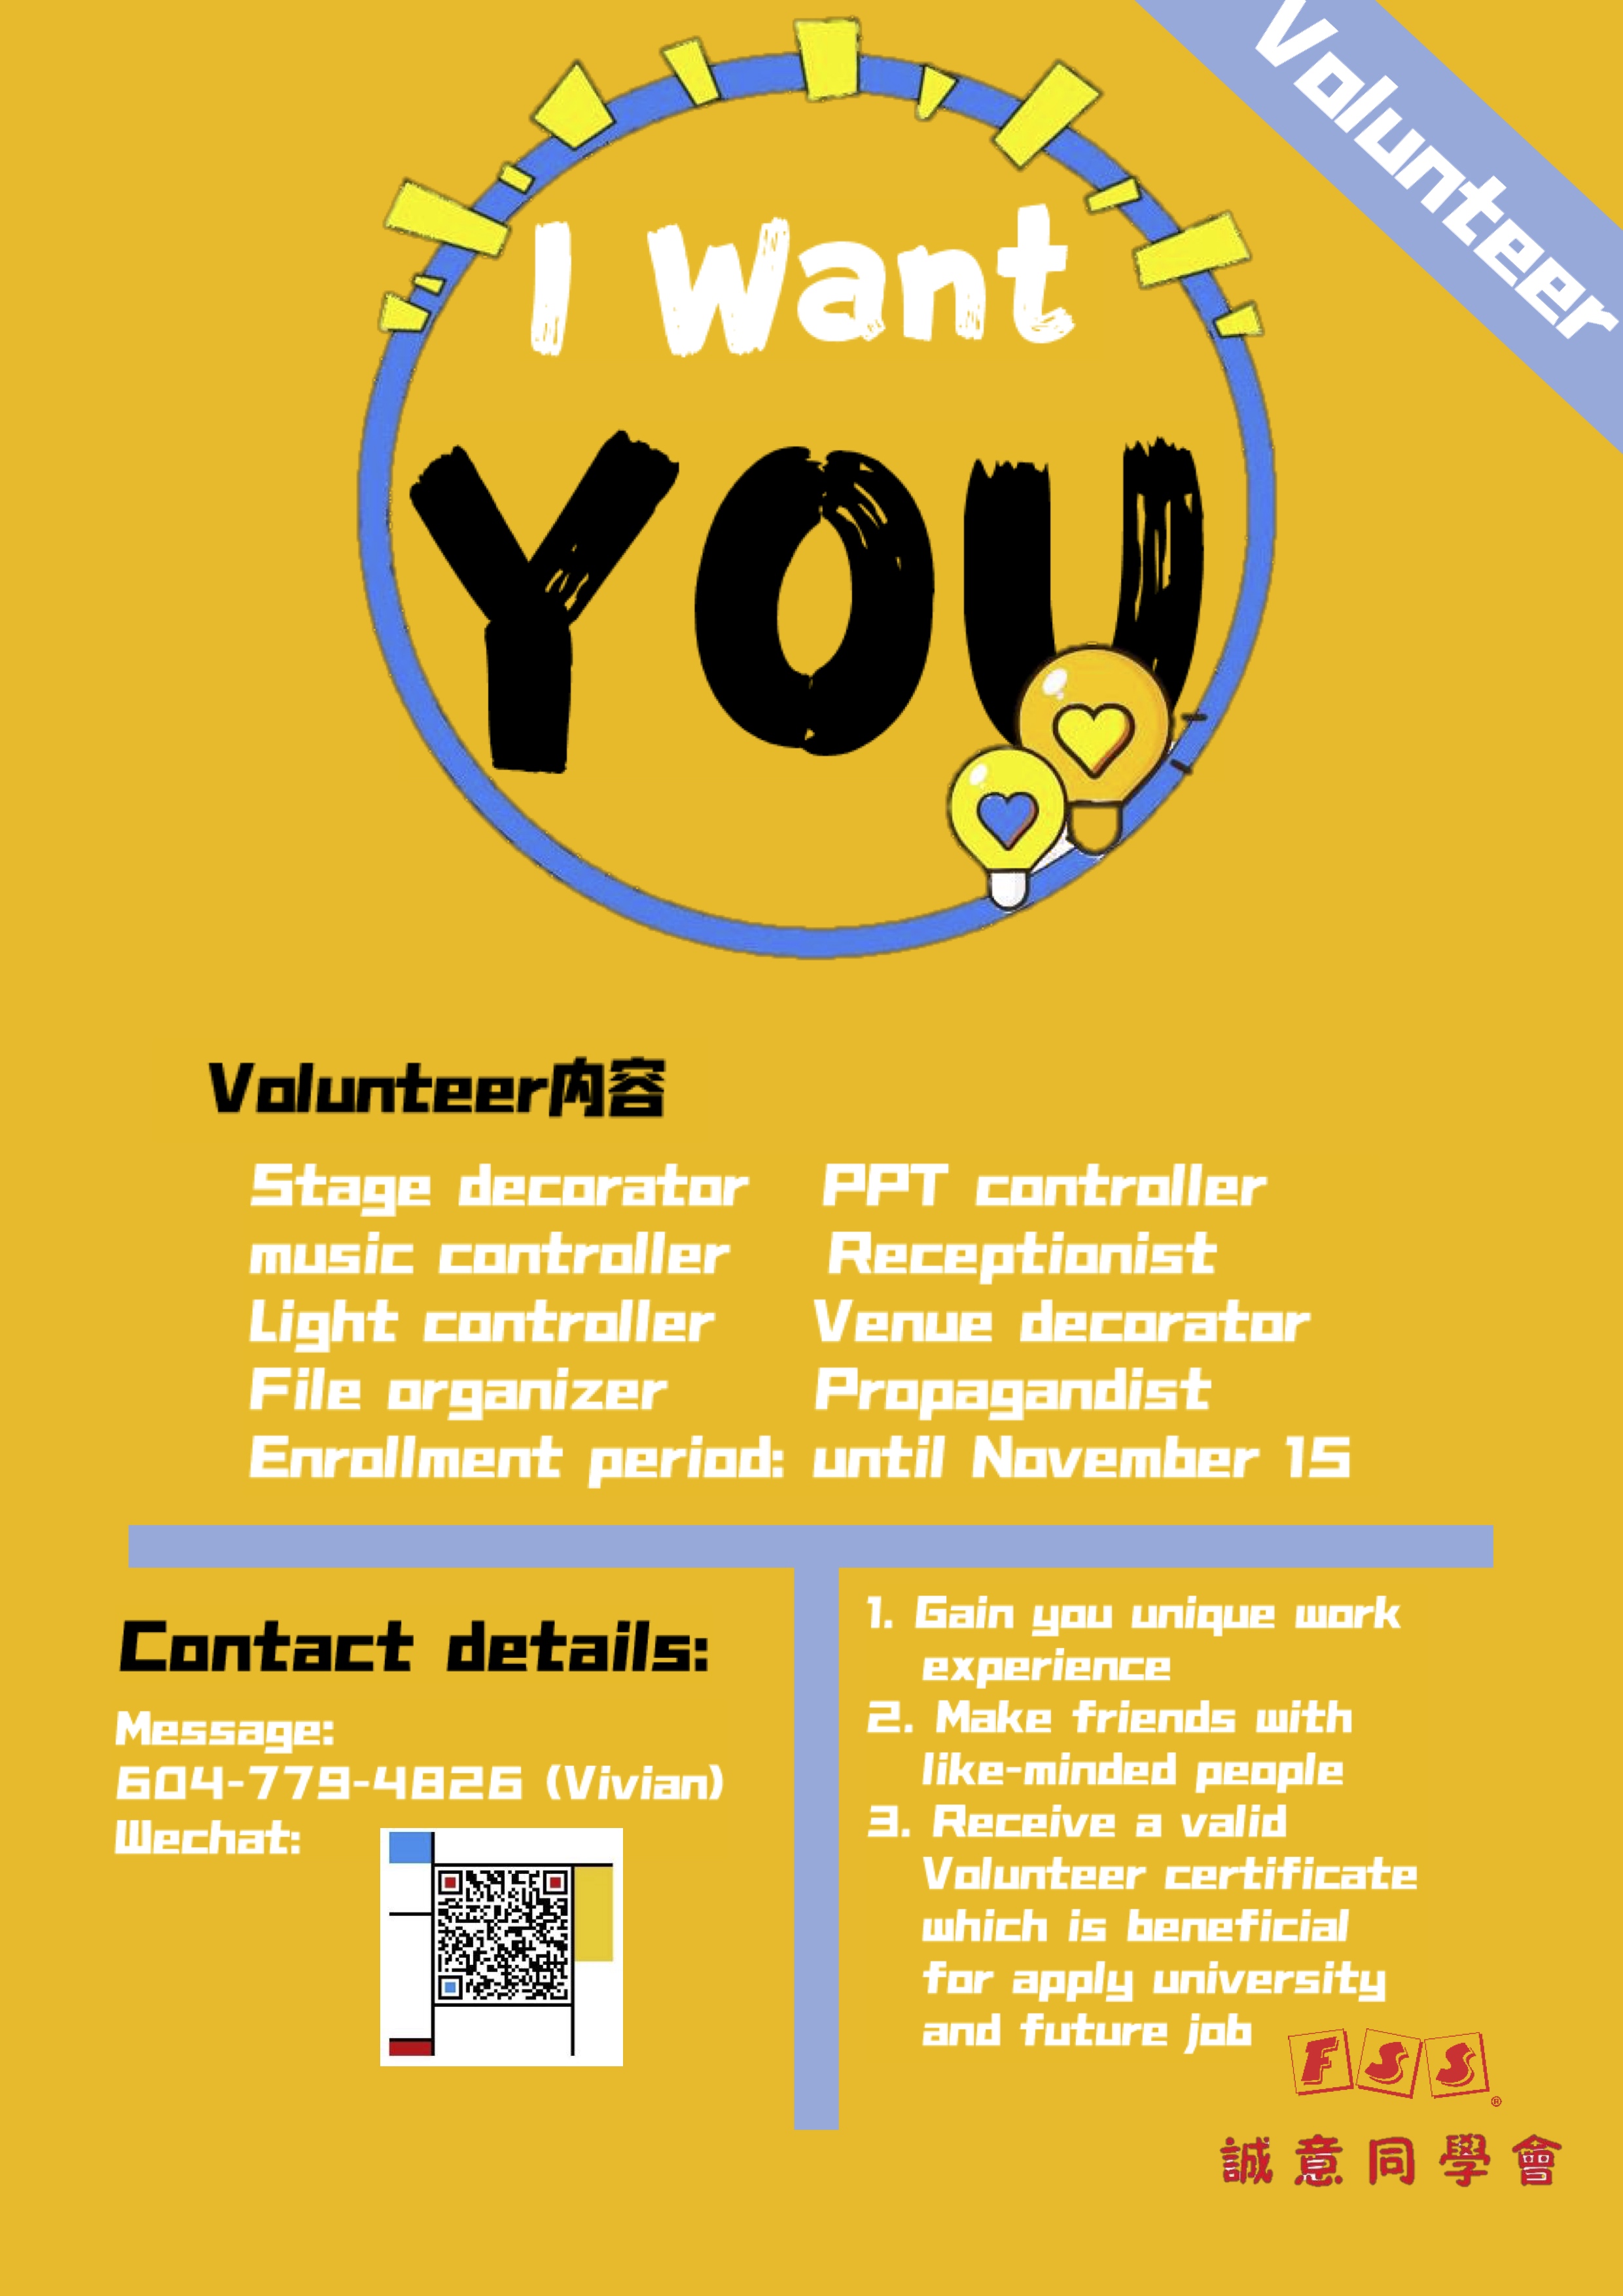 Volunteer
I Want
YOU
Volunteer内容
Stage decorator PPT controller
music controller Receptionist
Light controller Venue decorator
File organizer Propagandist
Enrollment period: until November 15
Contact details:
Message:
604-779-4826 (Vivian)
Wechat:
1. Gain you unique work
experience
2. Make friends with
like-minded people
3. Receive a valid
Volunteer certificate
which is beneficial
for apply university
and future job
FSS®
誠意同學會